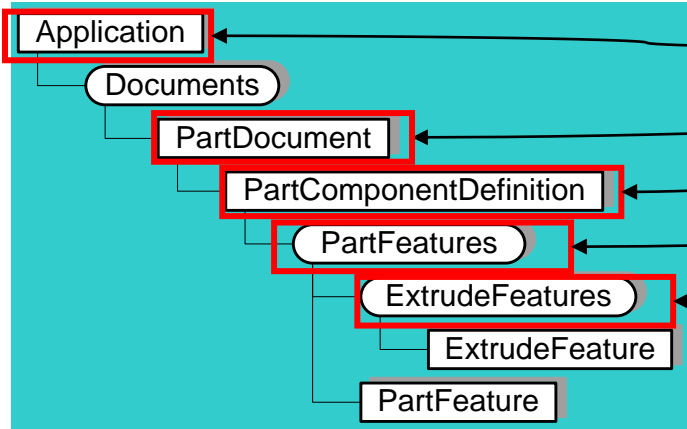 Application
Documents
PartDocument
PartComponentDefinition
PartFeatures
ExtrudeFeatures
ExtrudeFeature
PartFeature